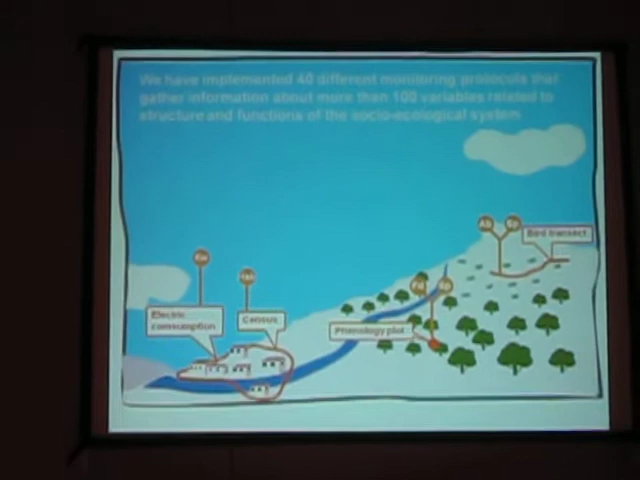 We have implemented 40 different monitoring protocols that
gather information about more than 100 variables related to
structure and functions of the socio-ecological system
Bird transect
Electric
comsumption
Census
Phenology plot